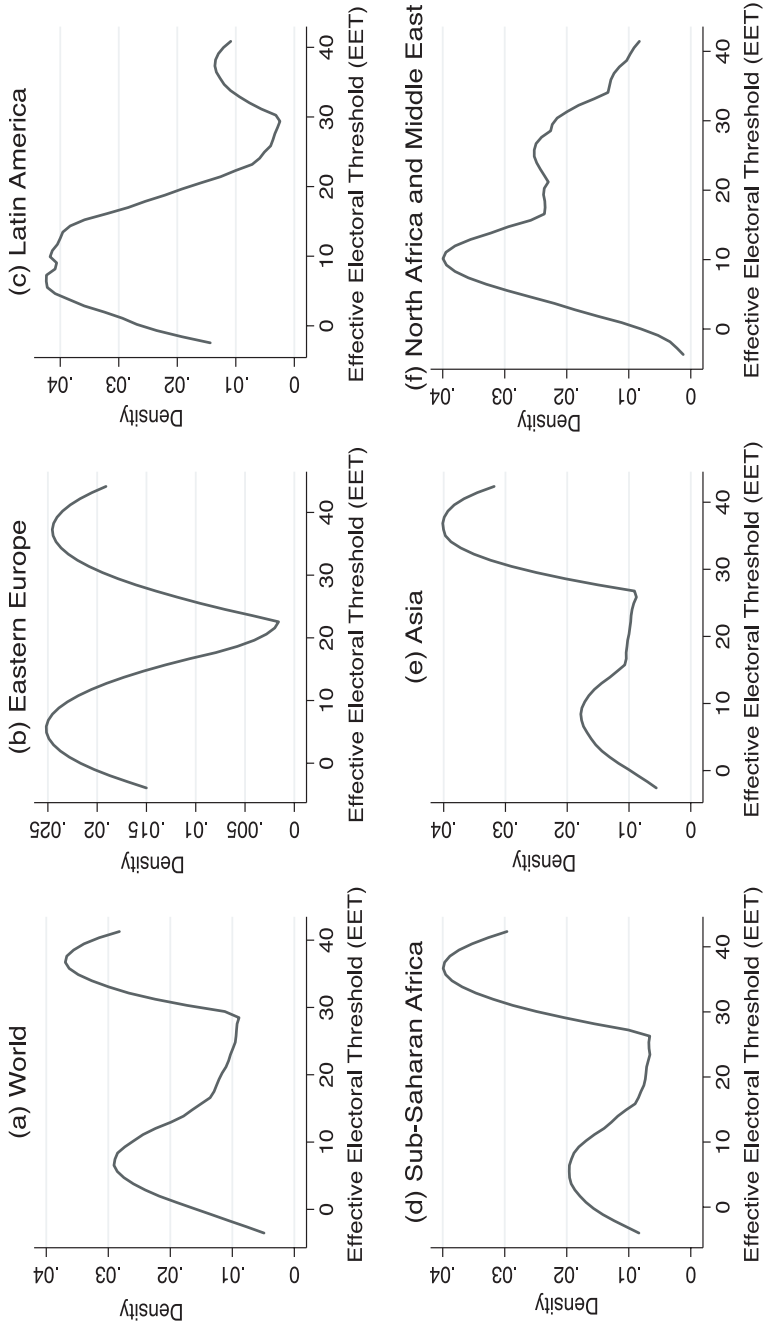 (a) World
Density
.04
.03
.02
.01
0
0 10 20 30 40
Effective Electoral Threshold (EET)
(b) Eastern Europe
Density
.025
.02
.015
.01
.005
0
0 10 20 30 40
Effective Electoral Threshold (EET)
(c) Latin America
Density
.04
.03
.02
.01
0
0 10 20 30 40
Effective Electoral Threshold (EET)
(d) Sub-Saharan Africa
Density
.04
.03
.02
.01
0
0 10 20 30 40
Effective Electoral Threshold (EET)
(e) Asia
Density
.04
.03
.02
.01
0
0 10 20 30 40
Effective Electoral Threshold (EET)
(f) North Africa and Middle East
Density
.04
.03
.02
.01
0
0 10 20 30 40
Effective Electoral Threshold (EET)